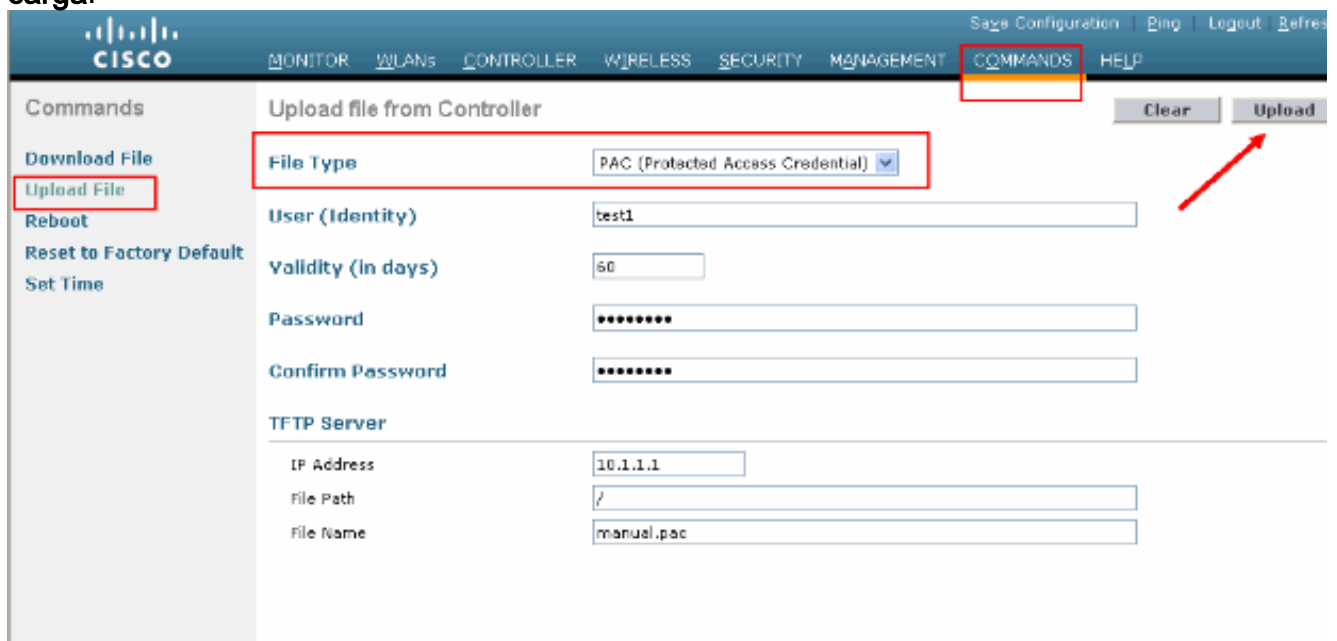 carga.
Save Configuration | Ping | Logout | Refres
CISCO
MONITOR WLANs CONTROLLER WIRELESS SECURITY MANAGEMENT COMMANDS HELP
Commands
Upload file from Controller
Clear Upload
Download File
Upload File
Reboot
Reset to Factory Default
Set Time
File Type PAC (Protected Access Credential)
User (Identity) test1
Validity (in days) 60
Password ••••••••
Confirm Password ••••••••
TFTP Server
IP Address 10.1.1.1
File Path /
File Name manual.pac